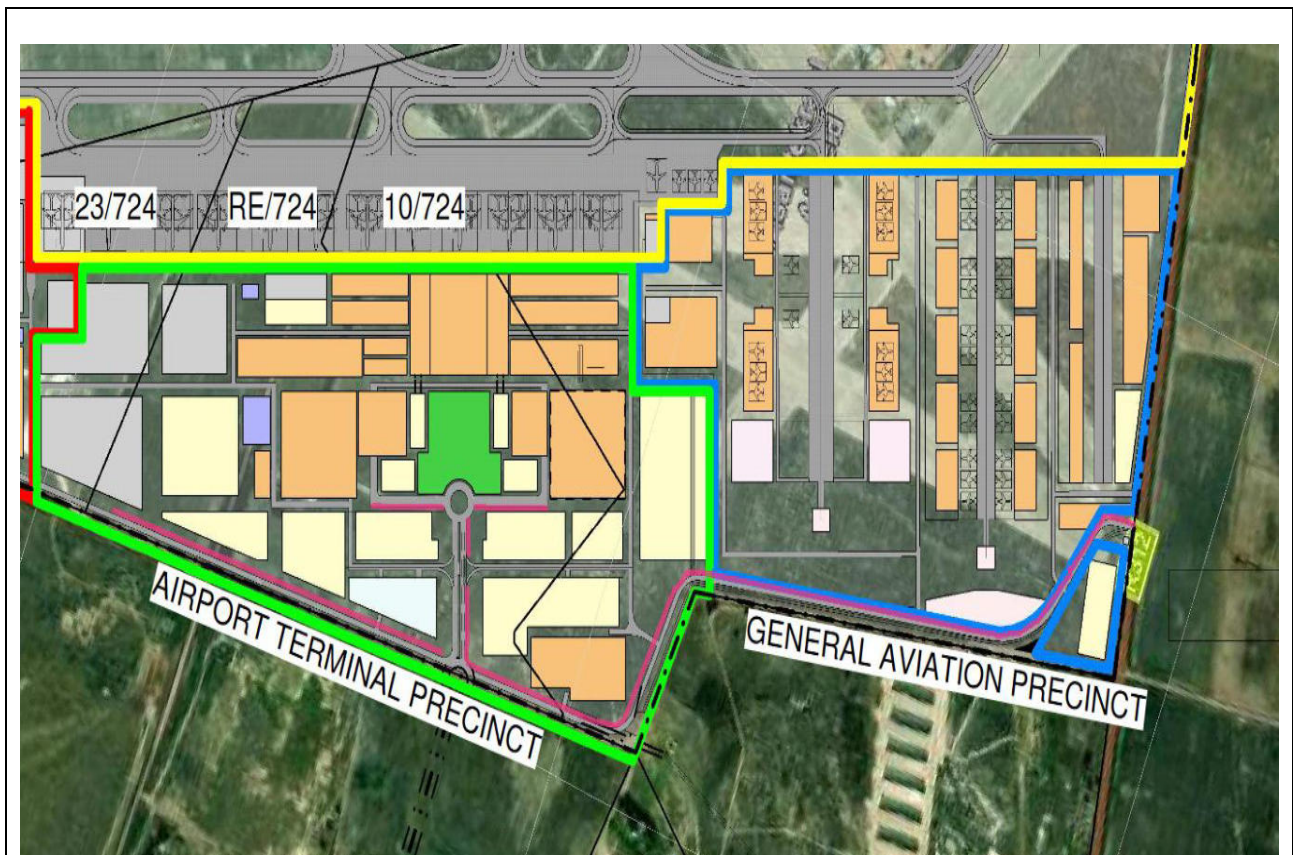 23/724
RE/724
10/724
AIRPORT TERMINAL PRECINCT
GENERAL AVIATION PRECINCT